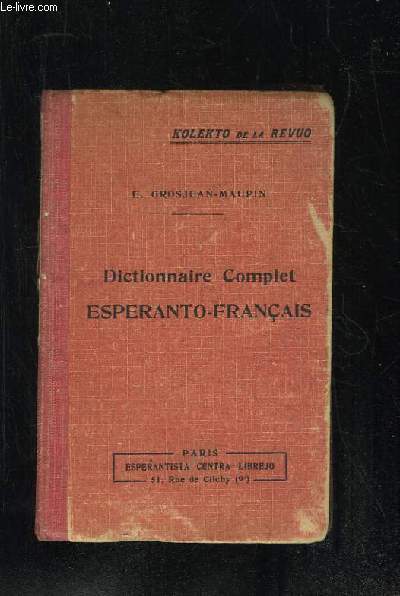 Le-livre.com
KOLEKTO DE LA REVUO
E. GROSJEAN-MAUPIN
Dictionnaire Complet
ESPERANTO-FRANÇAIS
PARIS
ESPERANTISTA CENTRA LIBREJO
51, Rue de Clichy (9e)